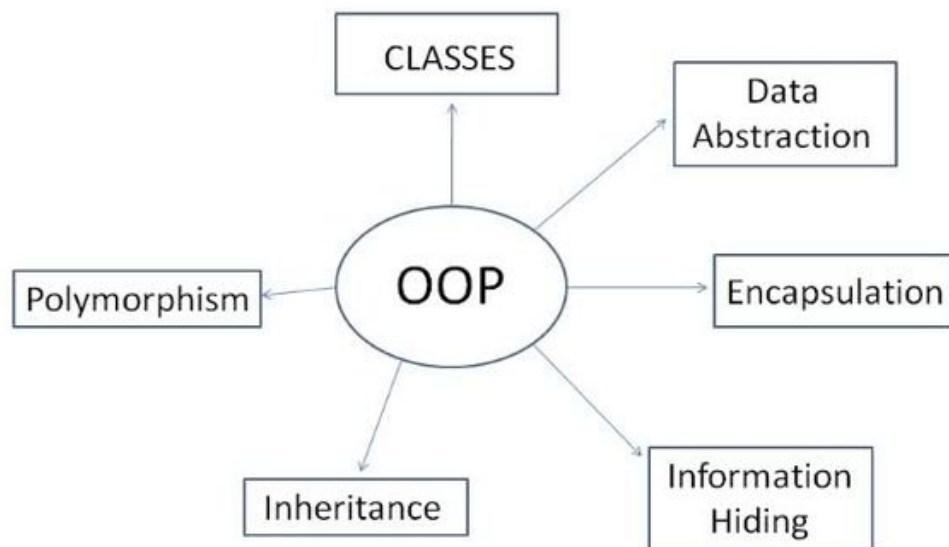 CLASSES
Data
Abstraction
OOP
Polymorphism
Encapsulation
Inheritance
Information
Hiding